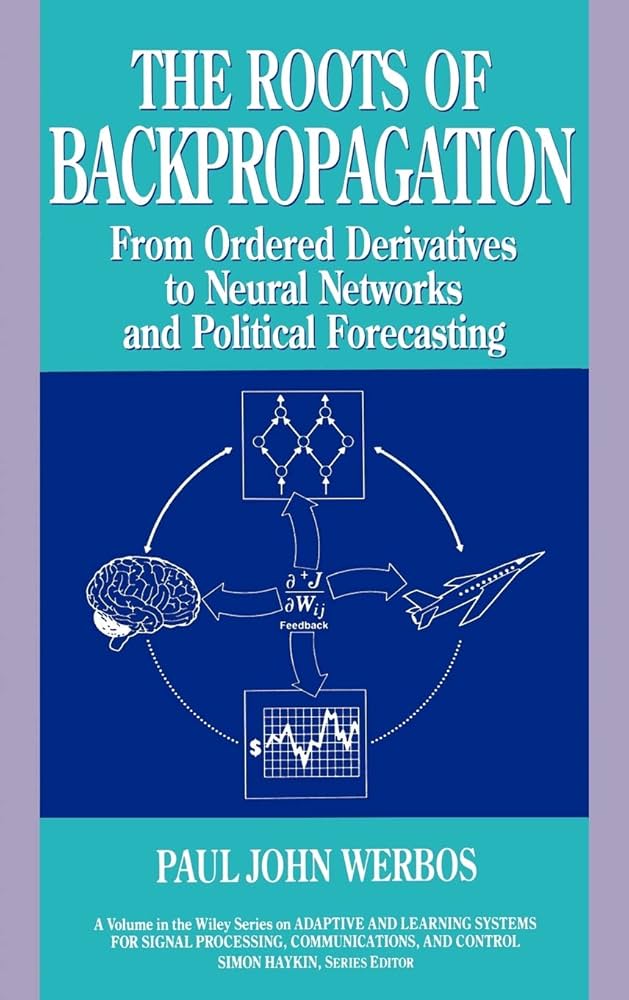 THE ROOTS OF
BACKPROPAGATION
From Ordered Derivatives
to Neural Networks
and Political Forecasting
∂⁺J
∂Wij
Feedback
$
PAUL JOHN WERBOS
A Volume in the Wiley Series on ADAPTIVE AND LEARNING SYSTEMS
FOR SIGNAL PROCESSING, COMMUNICATIONS, AND CONTROL
SIMON HAYKIN, SERIES EDITOR